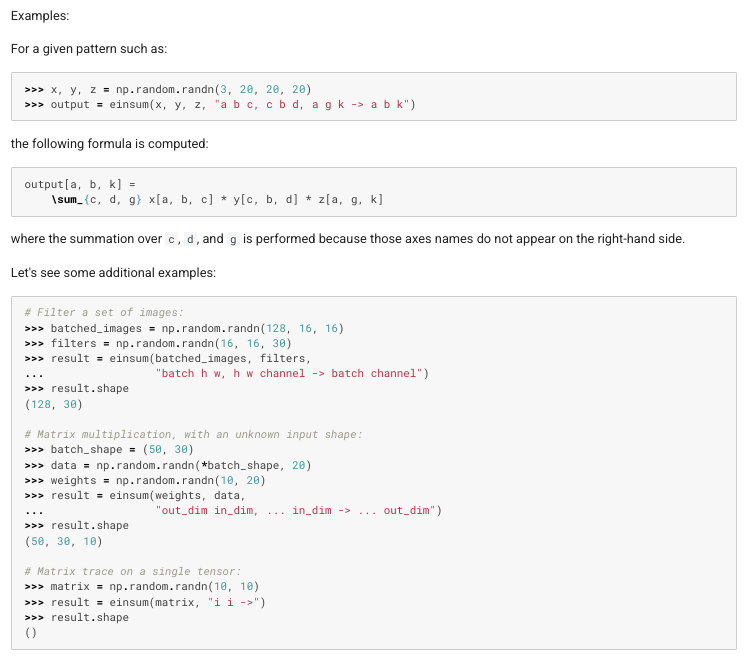 Examples:
For a given pattern such as:
>>> x, y, z = np.random.randn(3, 20, 20, 20)
>>> output = einsum(x, y, z, "a b c, c b d, a g k -> a b k")
the following formula is computed:
output[a, b, k] =
    \sum_{c, d, g} x[a, b, c] * y[c, b, d] * z[a, g, k]
where the summation over c, d, and g is performed because those axes names do not appear on the right-hand side.
Let's see some additional examples:
# Filter a set of images:
>>> batched_images = np.random.randn(128, 16, 16)
>>> filters = np.random.randn(16, 16, 30)
>>> result = einsum(batched_images, filters,
...                 "batch h w, h w channel -> batch channel")
>>> result.shape
(128, 30)
# Matrix multiplication, with an unknown input shape:
>>> batch_shape = (50, 30)
>>> data = np.random.randn(*batch_shape, 20)
>>> weights = np.random.randn(10, 20)
>>> result = einsum(weights, data,
...                 "out_dim in_dim, ... in_dim -> ... out_dim")
>>> result.shape
(50, 30, 10)
# Matrix trace on a single tensor:
>>> matrix = np.random.randn(10, 10)
>>> result = einsum(matrix, "i i ->")
>>> result.shape
()